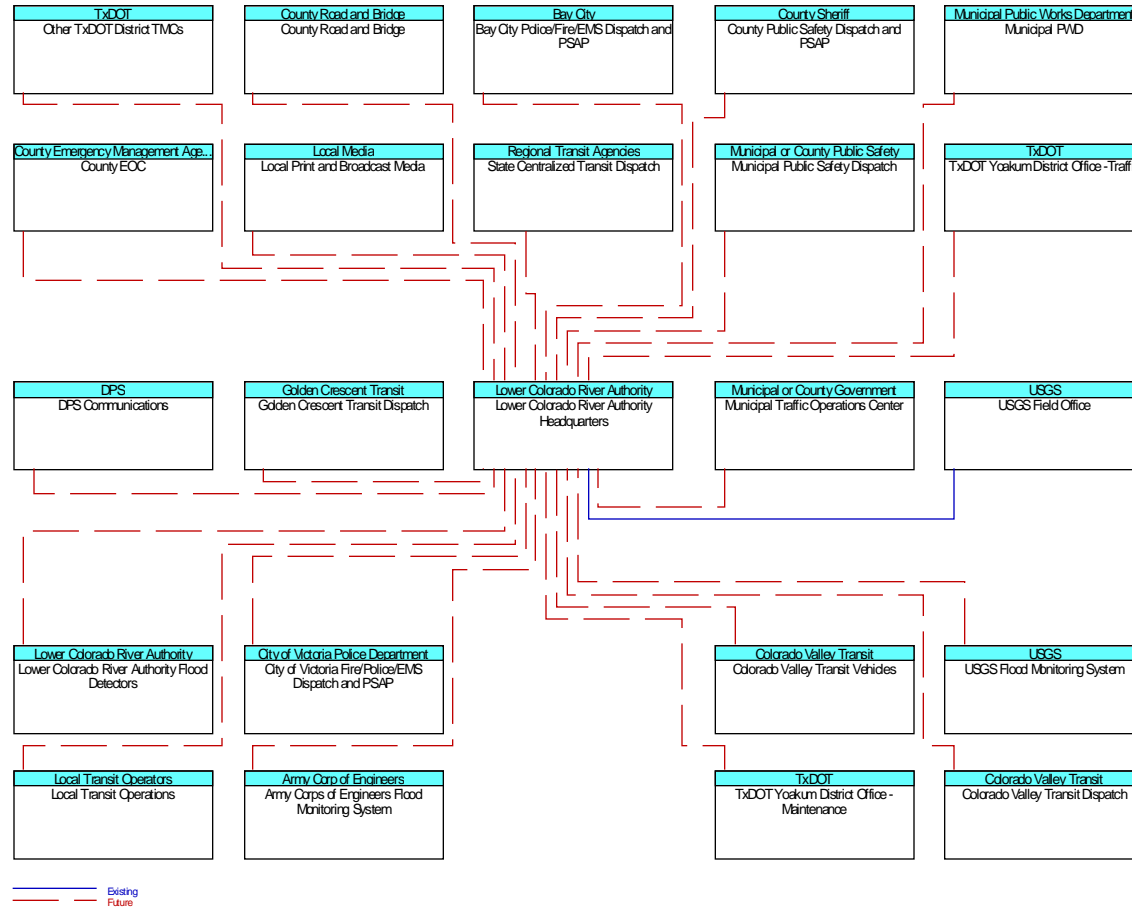 TxDOT
Other TxDOT District TMCs
County Road and Bridge
County Road and Bridge
Bay City
Bay City Police/Fire/EMS Dispatch and
PSAP
County Sheriff
County Public Safety Dispatch and
PSAP
Municipal Public Works Department
Municipal PWD
County Emergency Management Age...
County EOC
Local Media
Local Print and Broadcast Media
Regional Transit Agencies
State Centralized Transit Dispatch
Municipal or County Public Safety
Municipal Public Safety Dispatch
TxDOT
TxDOT Yoakum District Office -Traff
DPS
DPS Communications
Golden Crescent Transit
Golden Crescent Transit Dispatch
Lower Colorado River Authority
Lower Colorado River Authority
Headquarters
Municipal or County Government
Municipal Traffic Operations Center
USGS
USGS Field Office
Lower Colorado River Authority
Lower Colorado River Authority Flood
Detectors
City of Victoria Police Department
City of Victoria Fire/Police/EMS
Dispatch and PSAP
Colorado Valley Transit
Colorado Valley Transit Vehicles
USGS
USGS Flood Monitoring System
Local Transit Operators
Local Transit Operations
Army Corp of Engineers
Army Corps of Engineers Flood
Monitoring System
TxDOT
TxDOT Yoakum District Office -
Maintenance
Colorado Valley Transit
Colorado Valley Transit Dispatch
Existing
Future